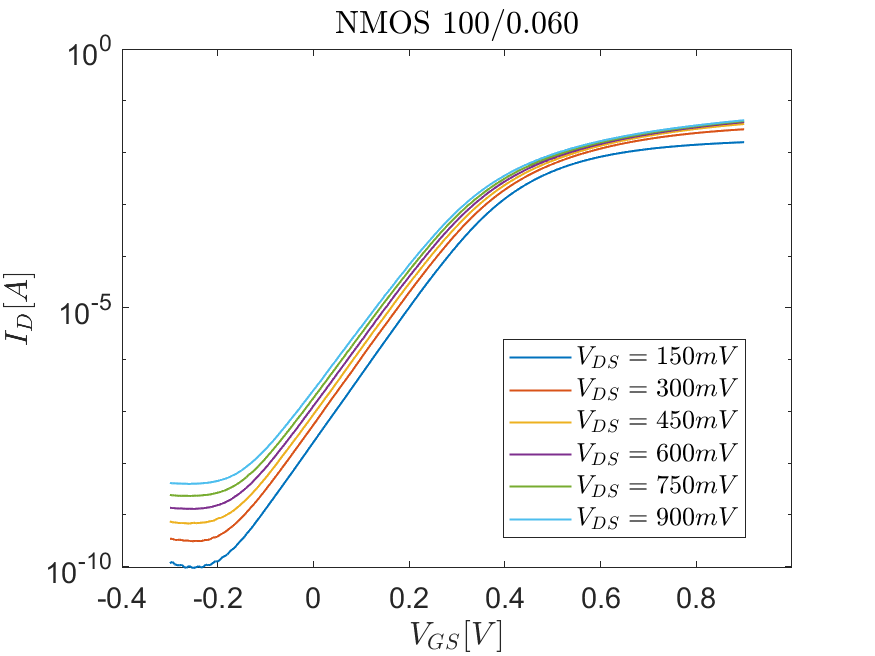 NMOS 100/0.060
10^0
10^-5
10^-10
I_D[A]
-0.4 -0.2 0 0.2 0.4 0.6 0.8
V_GS[V]
V_DS = 150mV
V_DS = 300mV
V_DS = 450mV
V_DS = 600mV
V_DS = 750mV
V_DS = 900mV